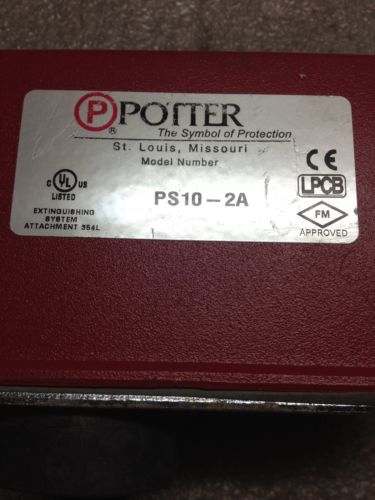 P POTTER
®
The Symbol of Protection
St. Louis, Missouri
Model Number
PS10-2A
C UL US
LISTED
EXTINGUISHING
SYSTEM
ATTACHMENT 354L
CE
LPCB
FM
APPROVED